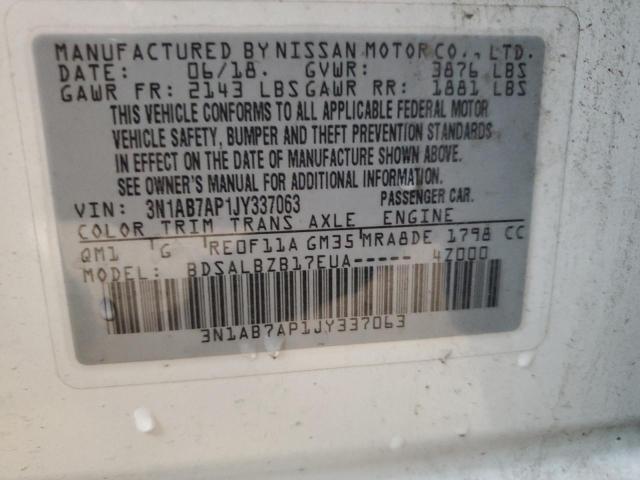 MANUFACTURED BY NISSAN MOTOR CO., LTD.
DATE: 06/18. GVWR: 3876 LBS
GAWR FR: 2143 LBS GAWR RR: 1881 LBS
THIS VEHICLE CONFORMS TO ALL APPLICABLE FEDERAL MOTOR
VEHICLE SAFETY, BUMPER AND THEFT PREVENTION STANDARDS
IN EFFECT ON THE DATE OF MANUFACTURE SHOWN ABOVE.
SEE OWNER'S MANUAL FOR ADDITIONAL INFORMATION.
VIN: 3N1AB7AP1JY337063 PASSENGER CAR.
COLOR TRIM TRANS AXLE ENGINE
QM1 G RE0F11A GM35 MRA8DE 1798 CC
MODEL: BDSALBZB17EUA----- 4Z000
3N1AB7AP1JY337063